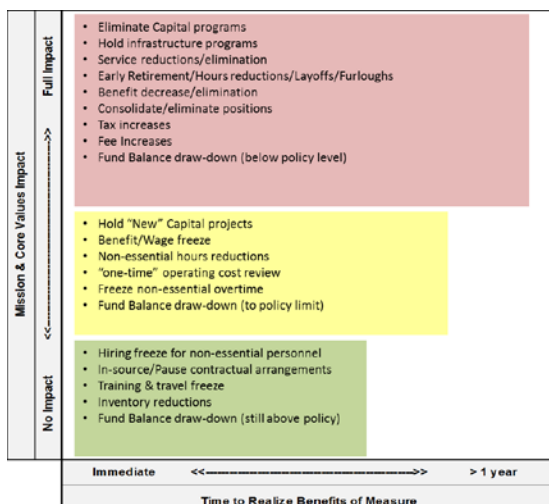 Full Impact
• Eliminate Capital programs
• Hold infrastructure programs
• Service reductions/elimination
• Early Retirement/Hours reductions/Layoffs/Furloughs
• Benefit decrease/elimination
• Consolidate/eliminate positions
• Tax increases
• Fee Increases
• Fund Balance draw-down (below policy level)
Mission & Core Values Impact
<<--------------------->>
• Hold “New” Capital projects
• Benefit/Wage freeze
• Non-essential hours reductions
• “one-time” operating cost review
• Freeze non-essential overtime
• Fund Balance draw-down (to policy limit)
No Impact
• Hiring freeze for non-essential personnel
• In-source/Pause contractual arrangements
• Training & travel freeze
• Inventory reductions
• Fund Balance draw-down (still above policy)
Immediate <<--------------------->> > 1 year
Time to Realize Benefits of Measure